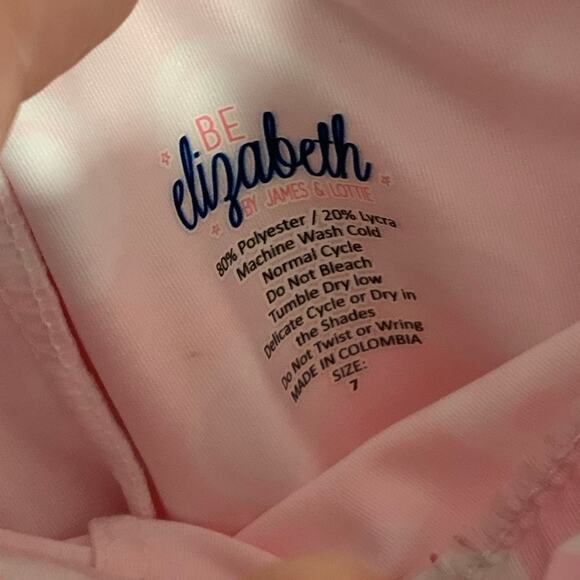 BE
elizabeth
BY JAMES & LOTTIE
80% Polyester / 20% Lycra
Machine Wash Cold
Normal Cycle
Do Not Bleach
Tumble Dry low
Delicate Cycle or Dry in
the Shades
Do Not Twist or Wring
MADE IN COLOMBIA
SIZE:
7